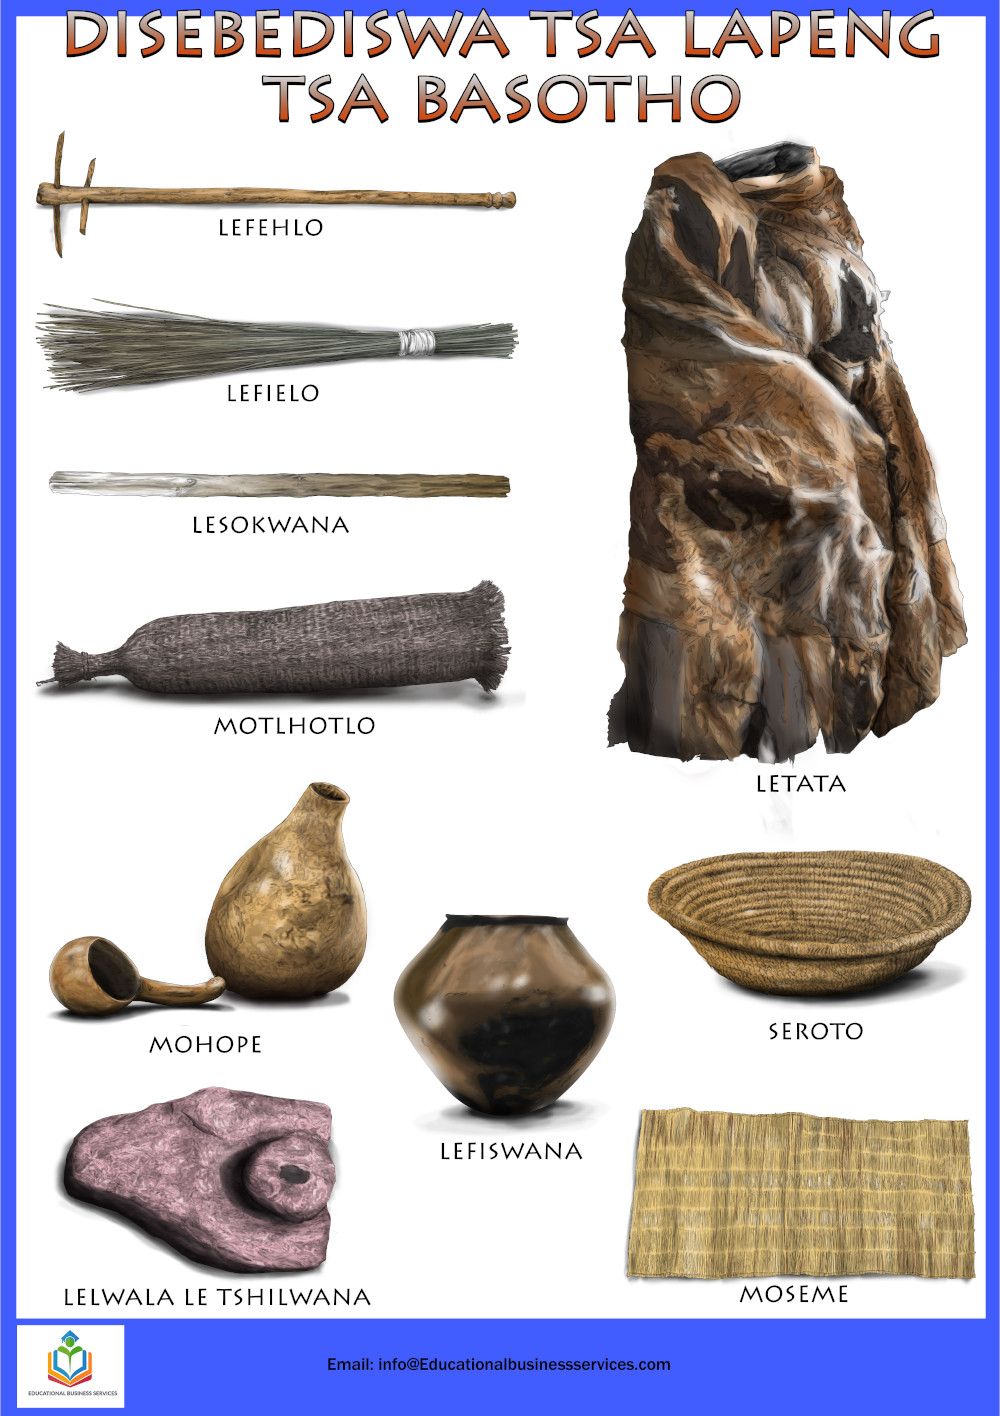 DISEBEDISWA TSA LAPENG
TSA BASOTHO
LEFEHLO
LEFIELO
LESOKWANA
MOTLHOTLO
LETATA
MOHOPE
SEROTO
LEFISWANA
LELWALA LE TSHILWANA
MOSEME
EDUCATIONAL BUSINESS SERVICES
Email: info@Educationalbusinessservices.com